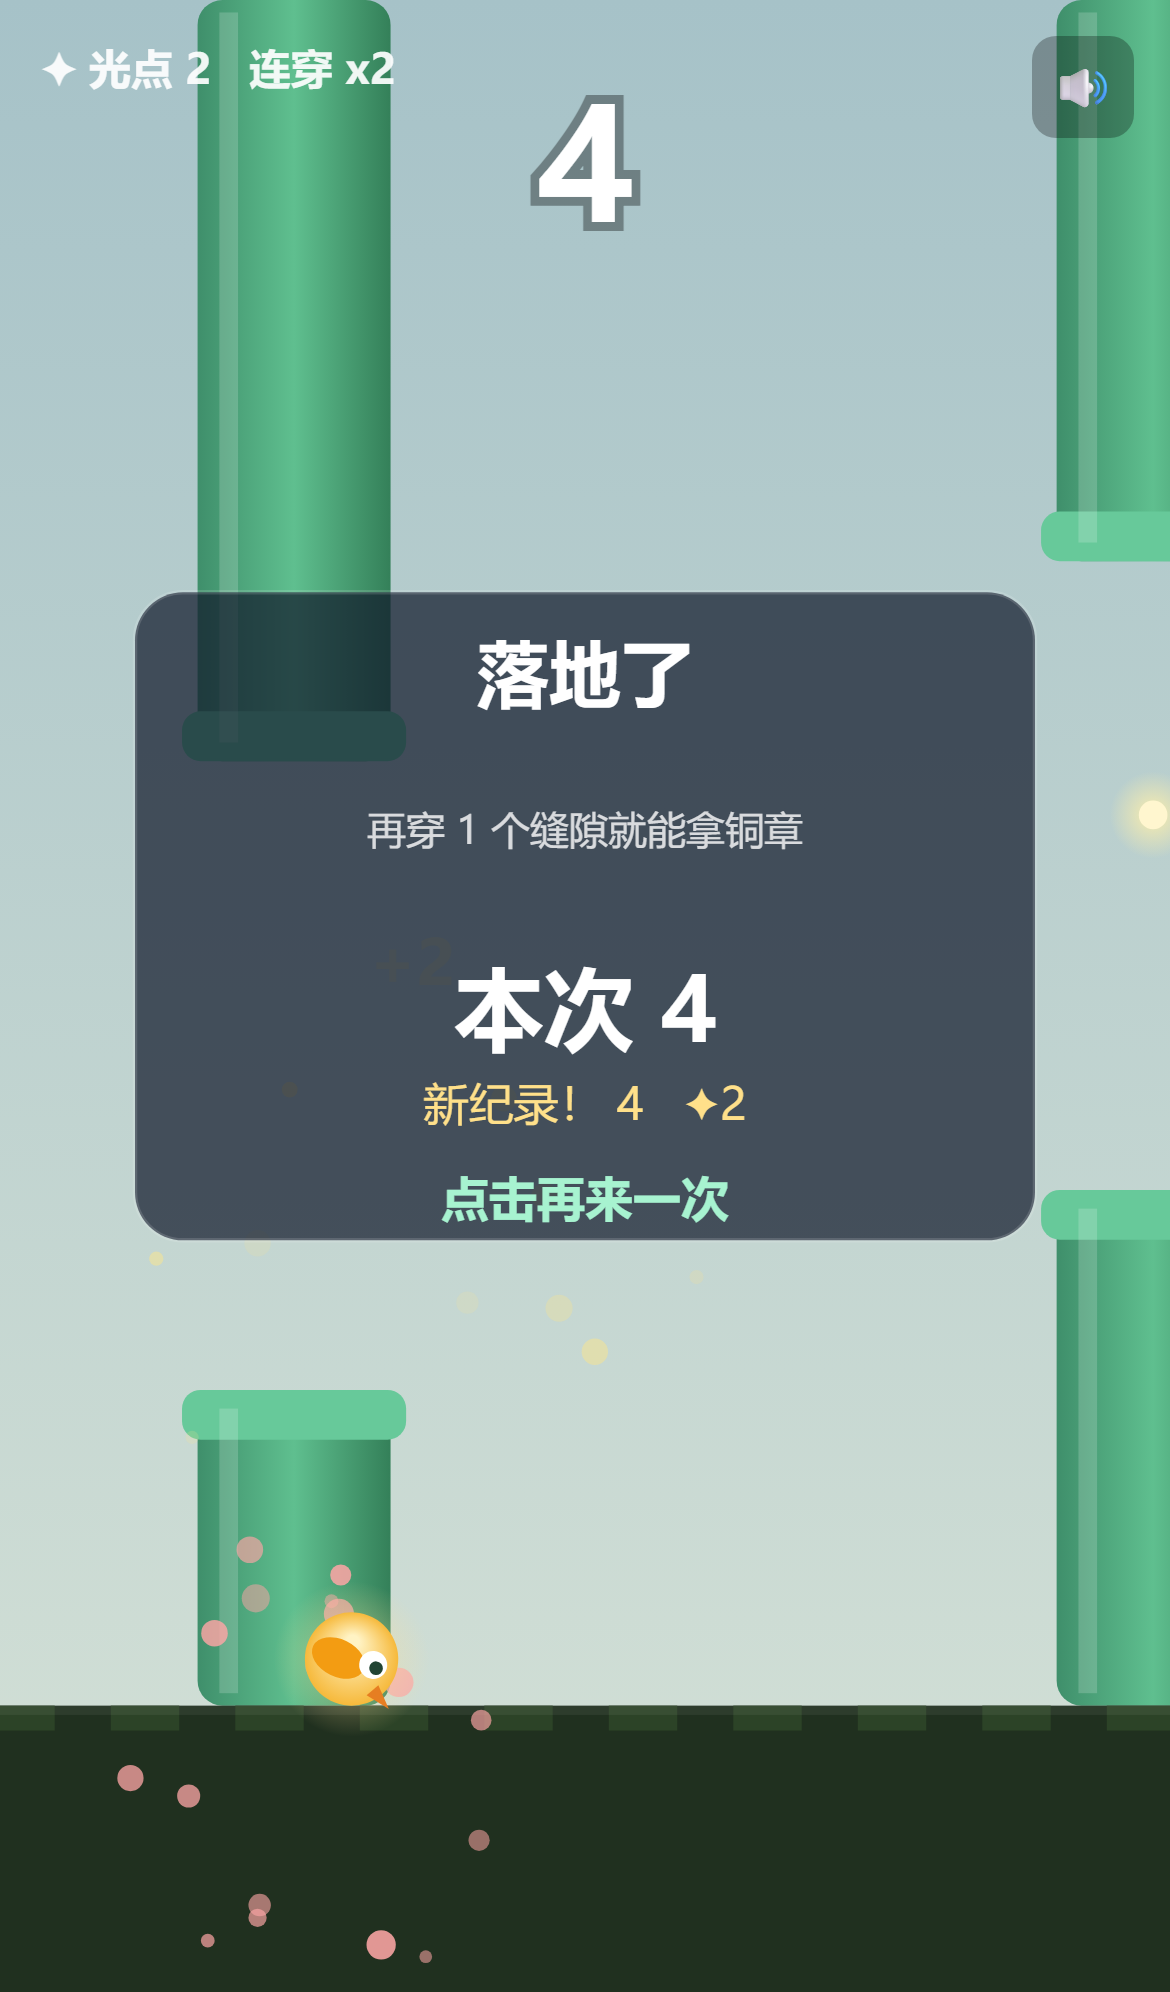 ✦ 光点 2 连穿 x2
4
落地了
再穿 1 个缝隙就能拿铜章
+2
本次 4
新纪录! 4 ✦2
点击再来一次